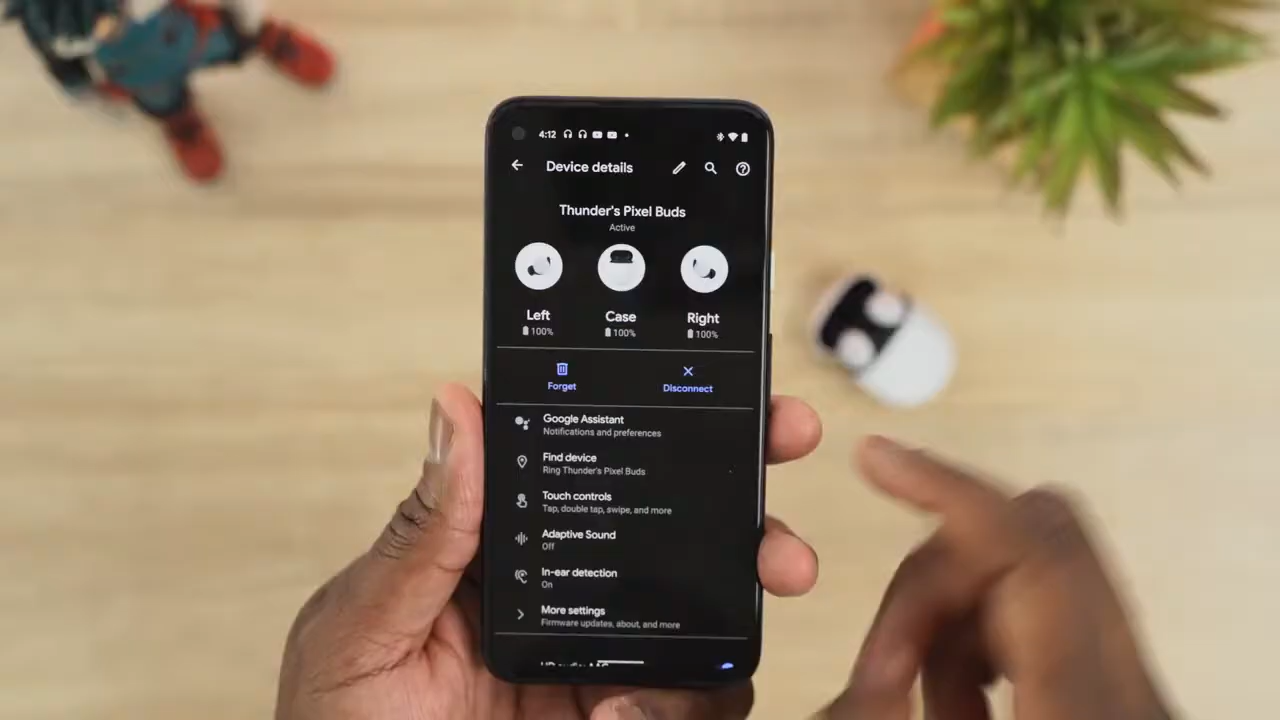 4:12
Device details
Thunder's Pixel Buds
Active
Left
Case
Right
100%
100%
100%
Forget
Disconnect
Google Assistant
Notifications and preferences
Find device
Ring Thunder's Pixel Buds
Touch controls
Tap, double tap, swipe, and more
Adaptive Sound
Off
In-ear detection
On
More settings
Firmware updates, about, and more